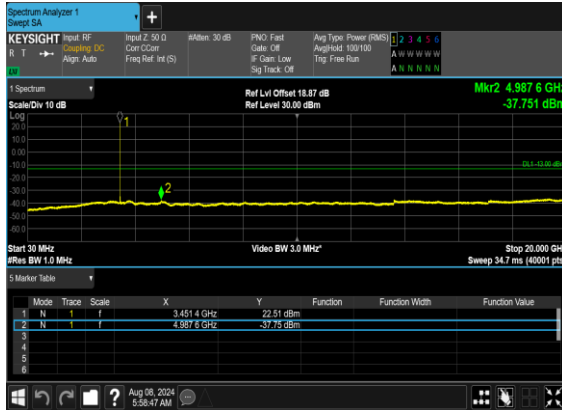 Spectrum Analyzer 1
Swept SA
+
KEYSIGHT Input: RF Input Z: 50 Ω #Atten: 30 dB PNO: Fast Avg Type: Power (RMS) 1 2 3 4 5 6
R T Coupling: DC Corr CCorr Gate: Off Avg|Hold: 100/100 A W W W W W
Align: Auto Freq Ref: Int (S) IF Gain: Low Trig: Free Run
LXI Sig Track: Off A N N N N N
1 Spectrum Ref Lvl Offset 18.87 dB Mkr2 4.987 6 GHz
Scale/Div 10 dB Ref Level 30.00 dBm -37.751 dBm
Log
1
20.0
10.0
0.00
-10.0 DL1 -13.00 dBm
-20.0
-30.0 2
-40.0
-50.0
-60.0
Start 30 MHz Video BW 3.0 MHz* Stop 20.000 GHz
#Res BW 1.0 MHz Sweep 34.7 ms (40001 pts)
5 Marker Table
Mode Trace Scale X Y Function Function Width Function Value
1 N 1 f 3.451 4 GHz 22.51 dBm
2 N 1 f 4.987 6 GHz -37.75 dBm
3
4
5
6
? Aug 08, 2024
5:58:47 AM